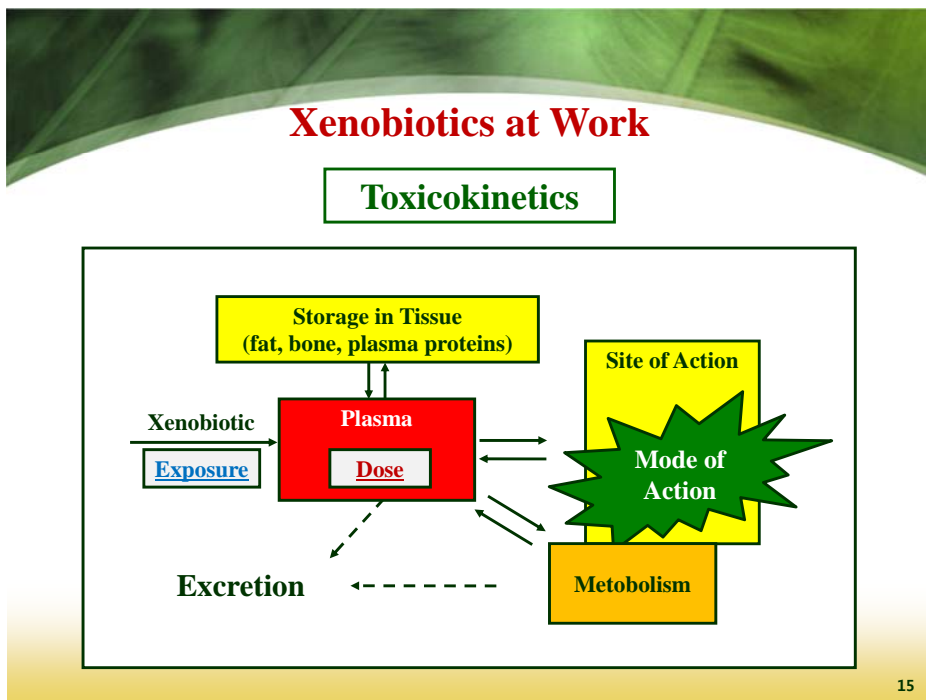 Xenobiotics at Work
Toxicokinetics
Storage in Tissue
(fat, bone, plasma proteins)
Site of Action
Xenobiotic
Plasma
Exposure
Dose
Mode of
Action
Excretion
Metobolism
15